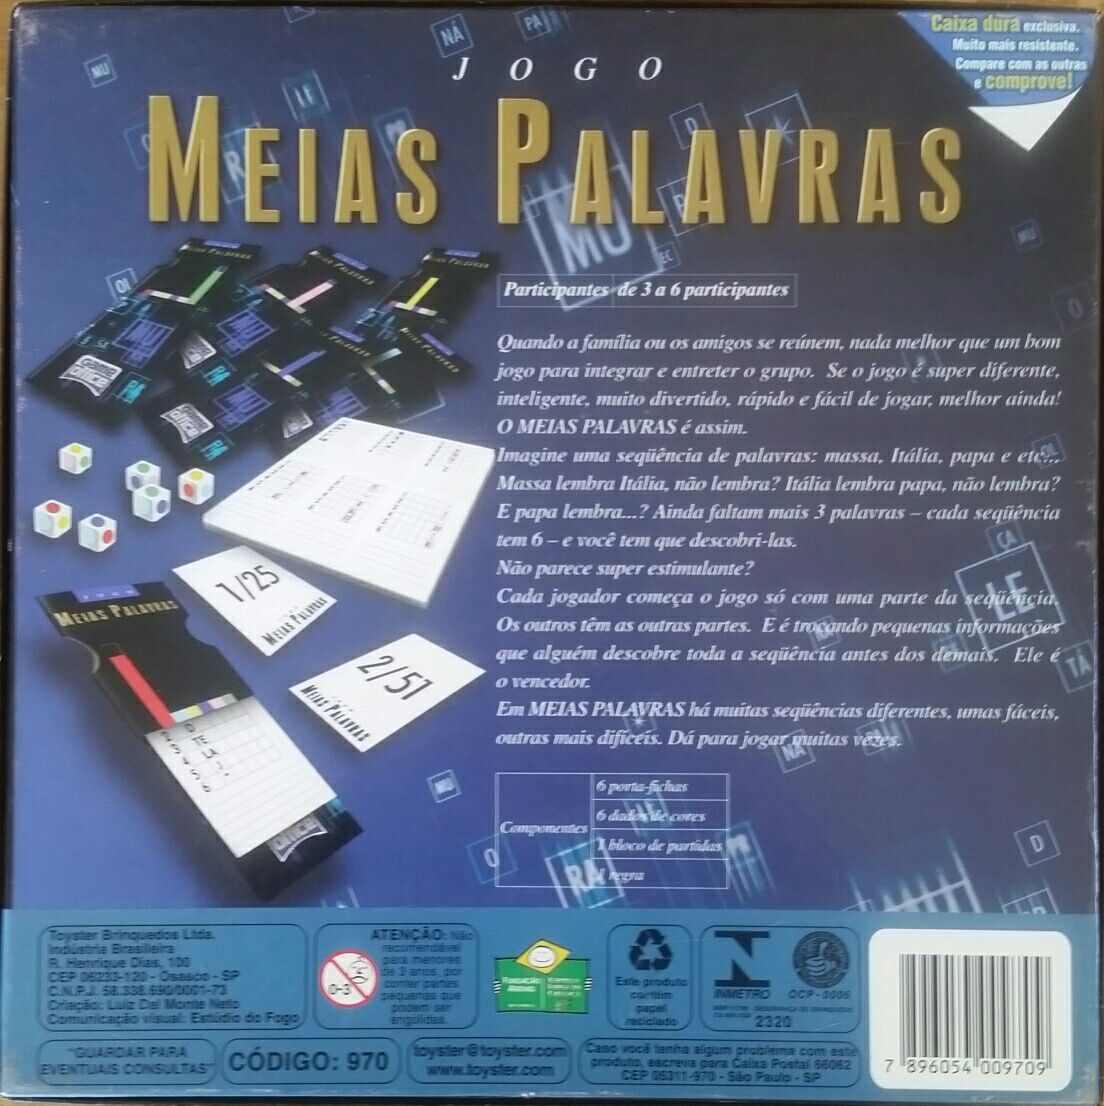 Caixa dura exclusiva.
Muito mais resistente.
Compare com as outras
e comprove!
JOGO
MEIAS PALAVRAS
Participantes de 3 a 6 participantes
Quando a família ou os amigos se reúnem, nada melhor que um bom
jogo para integrar e entreter o grupo. Se o jogo é super diferente,
inteligente, muito divertido, rápido e fácil de jogar, melhor ainda!
O MEIAS PALAVRAS é assim.
Imagine uma seqüência de palavras: massa, Itália, papa e etc...
Massa lembra Itália, não lembra? Itália lembra papa, não lembra?
E papa lembra...? Ainda faltam mais 3 palavras – cada seqüência
tem 6 – e você tem que descobri-las.
Não parece super estimulante?
Cada jogador começa o jogo só com uma parte da seqüência.
Os outros têm as outras partes. E é trocando pequenas informações
que alguém descobre toda a seqüência antes dos demais. Ele é
o vencedor.
Em MEIAS PALAVRAS há muitas seqüências diferentes, umas fáceis,
outras mais difíceis. Dá para jogar muitas vezes.
Componentes
6 porta-fichas
6 dados de cores
1 bloco de partidas
1 regra
1/25
MEIAS PALAVRAS
2/51
MEIAS PALAVRAS
JOGO
MEIAS PALAVRAS
NÁ
PA
MU
LE
MU
CA
LE
TÁ
NA
RA
D
O
Toyster Brinquedos Ltda.
Indústria Brasileira
R. Henrique Dias, 100
CEP 06233-120 - Osasco - SP
C.N.P.J. 58.338.690/0001-73
Criação: Luiz Dal Monte Neto
Comunicação visual: Estúdio do Fogo
0-3
ATENÇÃO: Não
recomendável
para menores
de 3 anos, por
conter partes
pequenas que
podem ser
engolidas.
FUNDAÇÃO
ABRINQ
Este produto
contém
papel
reciclado
INMETRO
OCP - 0006
2320
"GUARDAR PARA
EVENTUAIS CONSULTAS"
CÓDIGO: 970
toyster@toyster.com
www.toyster.com
Caso você tenha algum problema com este
produto, escreva para Caixa Postal 66062
CEP 05311-970 - São Paulo - SP
7 896054 009709